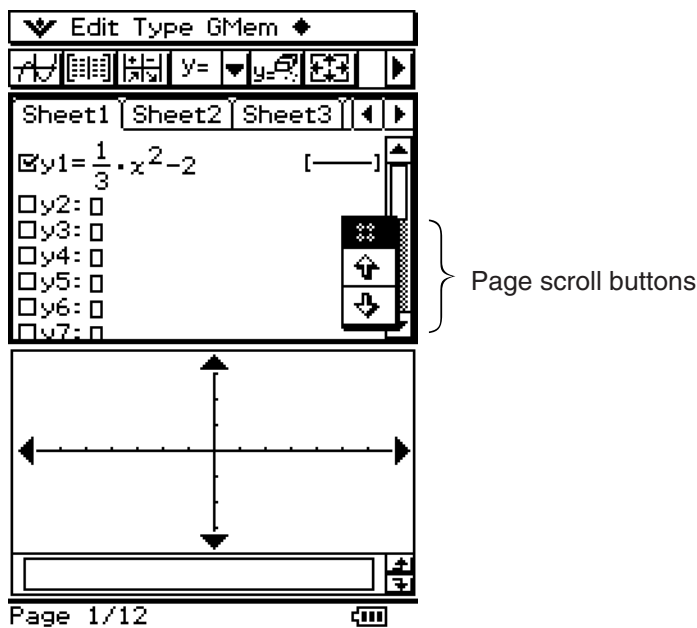 Edit Type GMem
y= y=
Sheet1 Sheet2 Sheet3
y1=1/3·x²-2 [——]
y2:
y3:
y4:
y5:
y6:
y7:
Page scroll buttons
Page 1/12